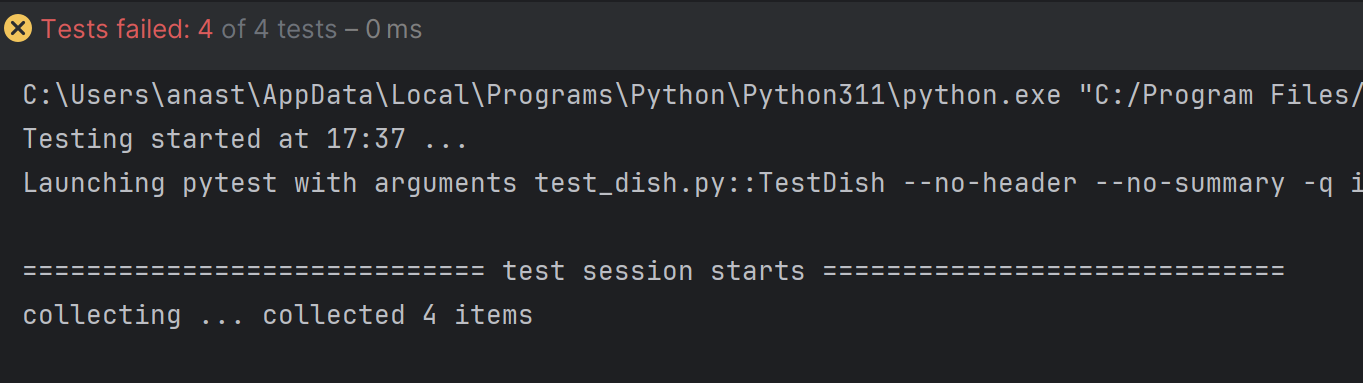 Tests failed: 4 of 4 tests – 0 ms
C:\Users\anast\AppData\Local\Programs\Python\Python311\python.exe "C:/Program Files/
Testing started at 17:37 ...
Launching pytest with arguments test_dish.py::TestDish --no-header --no-summary -q i
============================= test session starts =============================
collecting ... collected 4 items